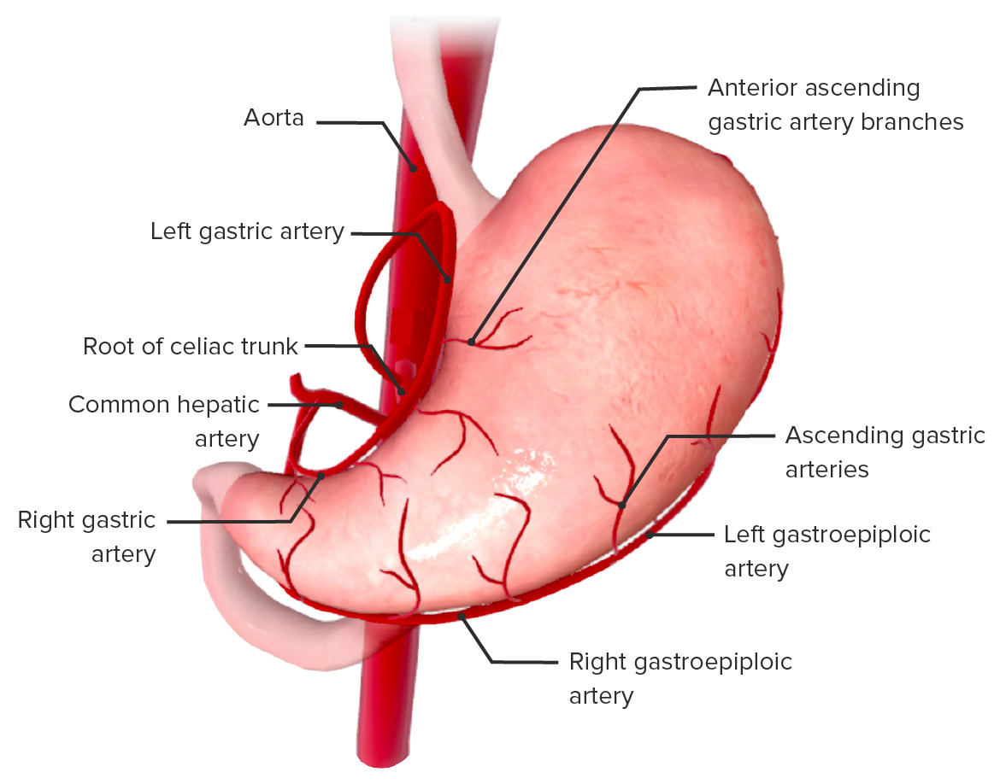 Aorta
Anterior ascending
gastric artery branches
Left gastric artery
Root of celiac trunk
Common hepatic
artery
Ascending gastric
arteries
Right gastric
artery
Left gastroepiploic
artery
Right gastroepiploic
artery